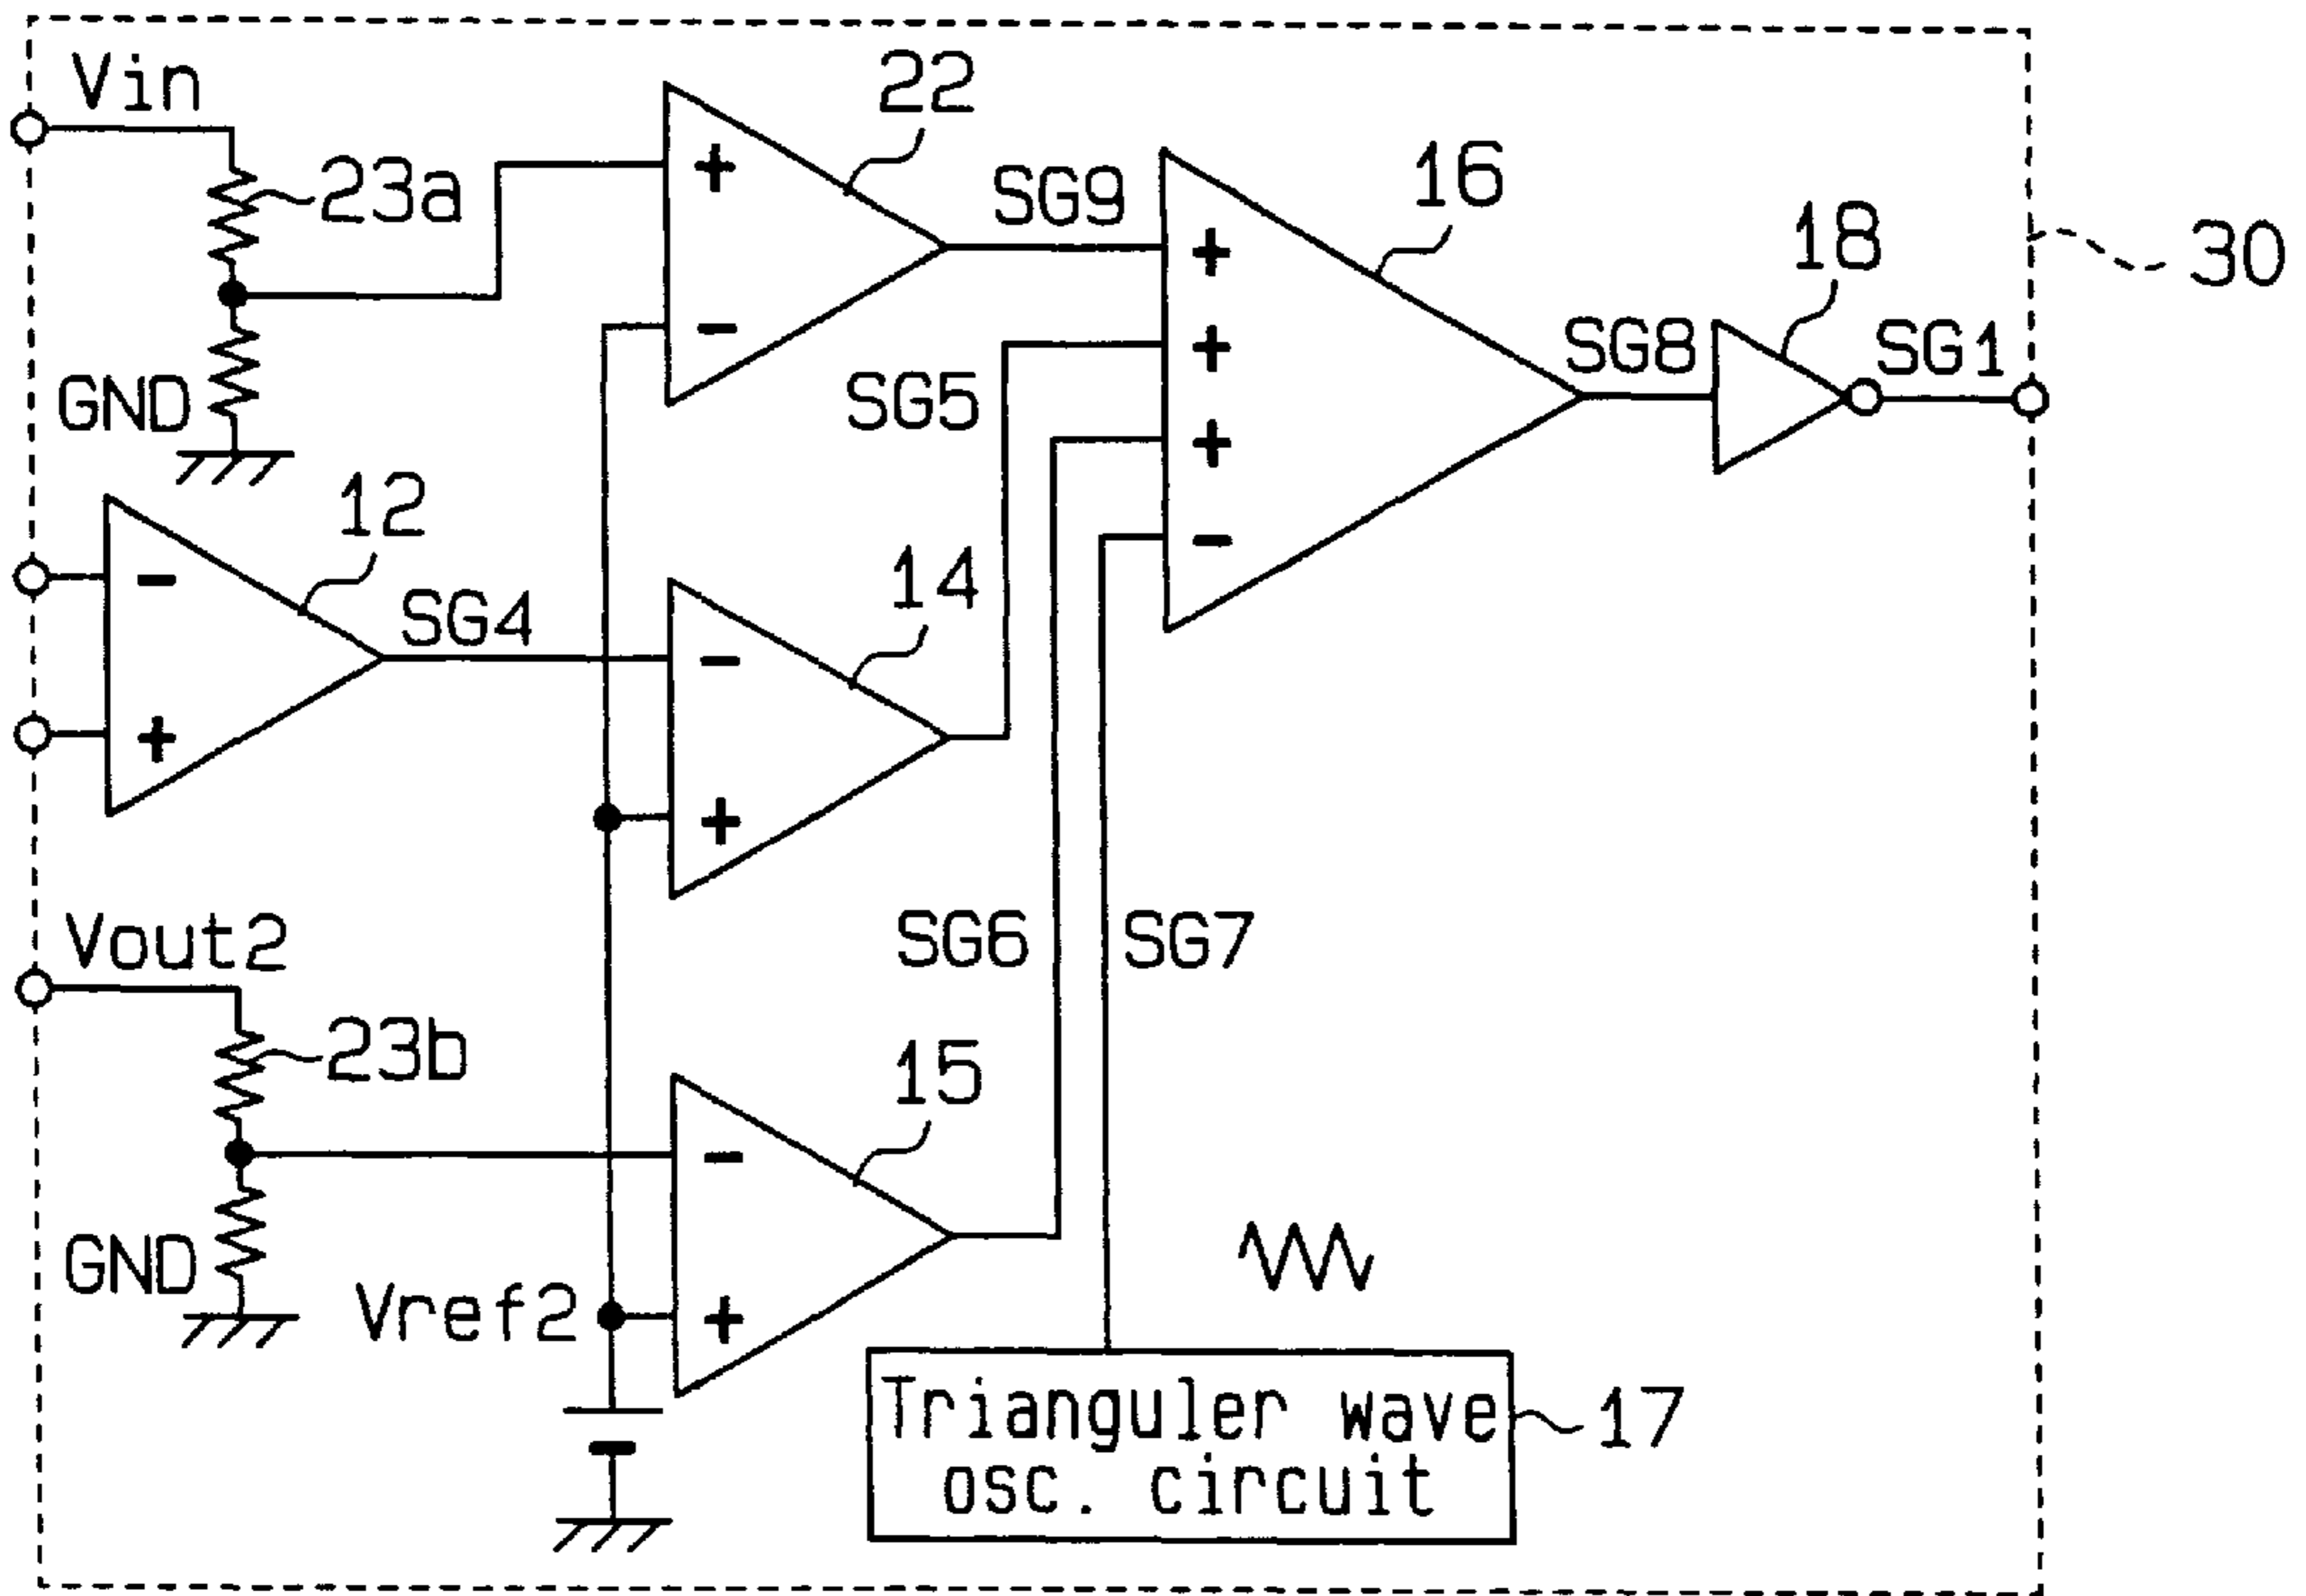 Vin
22
23a
SG9
16
18
30
SG8
SG1
GND
SG5
12
SG4
14
Vout2
SG6
SG7
23b
15
GND
Vref2
Trianguler wave
osc. circuit
17
+
-
+
+
+
-
-
+
-
+
-
+